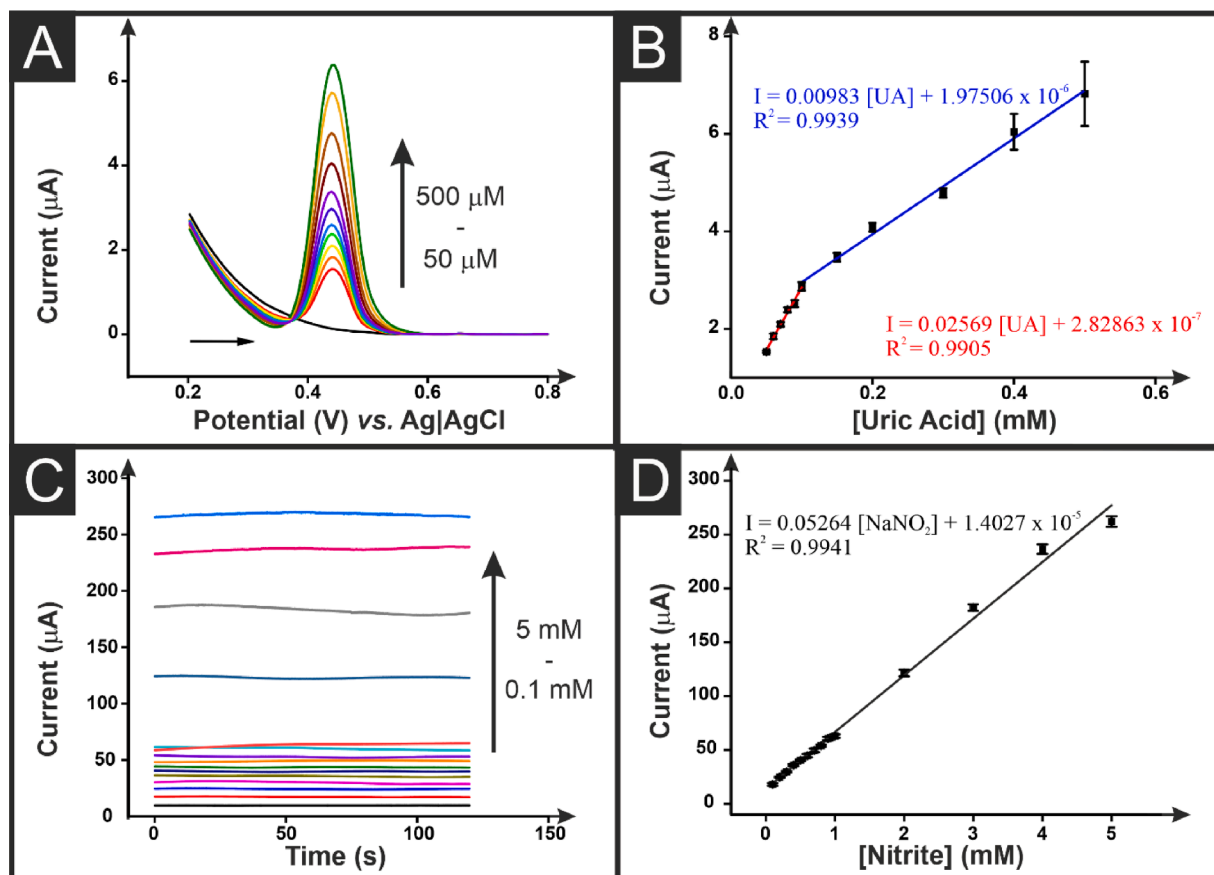 A
Current (μA)
6
4
2
0
500 μM
-
50 μM
0.2 0.4 0.6 0.8
Potential (V) vs. Ag|AgCl
B
Current (μA)
8
6
4
2
I = 0.00983 [UA] + 1.97506 x 10⁻⁶
R² = 0.9939
I = 0.02569 [UA] + 2.82863 x 10⁻⁷
R² = 0.9905
0.0 0.2 0.4 0.6
[Uric Acid] (mM)
C
Current (μA)
300
250
200
150
100
50
0
5 mM
-
0.1 mM
0 50 100 150
Time (s)
D
Current (μA)
300
250
200
150
100
50
0
I = 0.05264 [NaNO₂] + 1.4027 x 10⁻⁵
R² = 0.9941
0 1 2 3 4 5
[Nitrite] (mM)